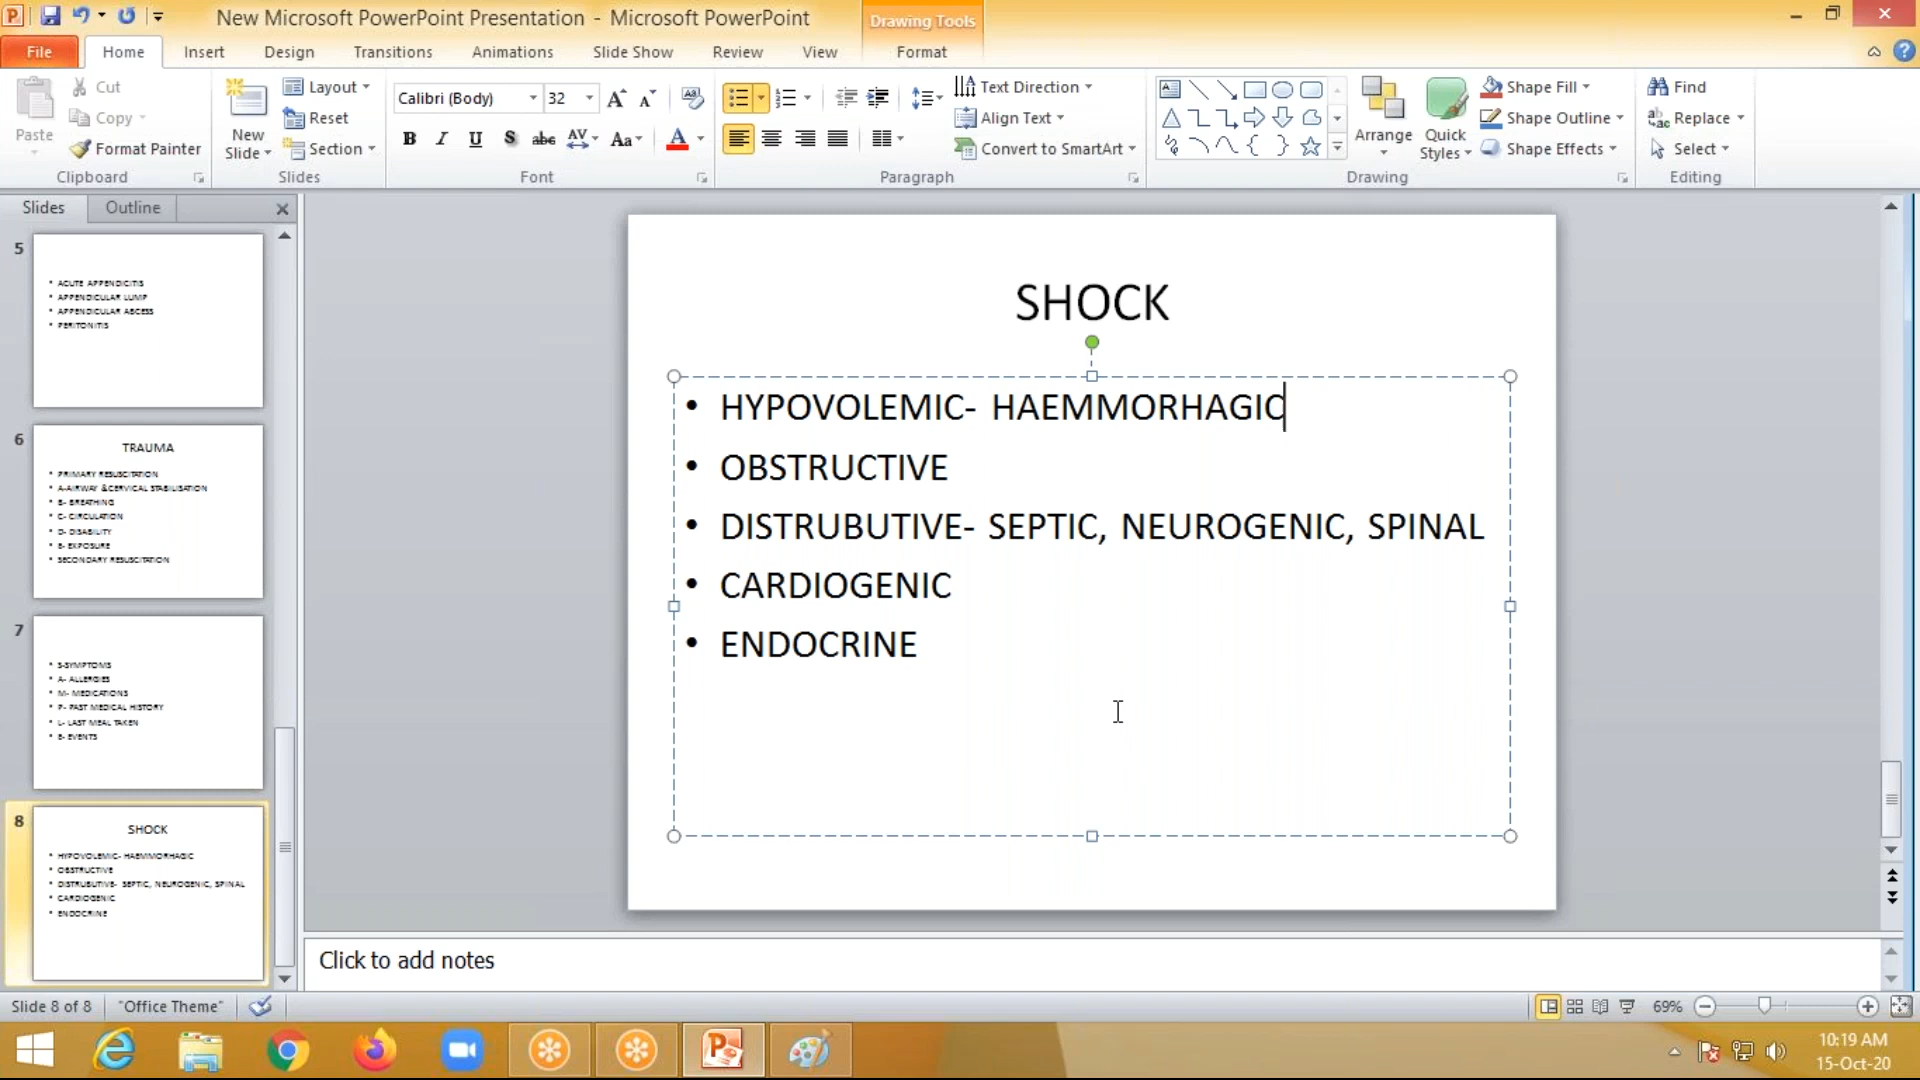 New Microsoft PowerPoint Presentation - Microsoft PowerPoint
Drawing Tools
File Home Insert Design Transitions Animations Slide Show Review View Format
Paste
Cut
Copy
Format Painter
Clipboard
New Slide
Layout
Reset
Section
Slides
Calibri (Body) 32
Font
Text Direction
Align Text
Convert to SmartArt
Paragraph
Arrange
Quick Styles
Shape Fill
Shape Outline
Shape Effects
Drawing
Find
Replace
Select
Editing
Slides Outline
5
• ACUTE APPENDICITIS
• APPENDICULAR LUMP
• APPENDICULAR ABCESS
• PERITONITIS
6
TRAUMA
• PRIMARY RESUSCITATION
• A-AIRWAY &CERVICAL STABILISATION
• B- BREATHING
• C- CIRCULATION
• D- DISABILITY
• E- EXPOSURE
• SECONDARY RESUSCITATION
7
• S-SYMPTOMS
• A- ALLERGIES
• M- MEDICATIONS
• P- PAST MEDICAL HISTORY
• L- LAST MEAL TAKEN
• E- EVENTS
8
SHOCK
• HYPOVOLEMIC- HAEMMORHAGIC
• OBSTRUCTIVE
• DISTRUBUTIVE- SEPTIC, NEUROGENIC, SPINAL
• CARDIOGENIC
• ENDOCRINE
SHOCK
• HYPOVOLEMIC- HAEMMORHAGIC
• OBSTRUCTIVE
• DISTRUBUTIVE- SEPTIC, NEUROGENIC, SPINAL
• CARDIOGENIC
• ENDOCRINE
Click to add notes
Slide 8 of 8 "Office Theme" 69%
10:19 AM
15-Oct-20